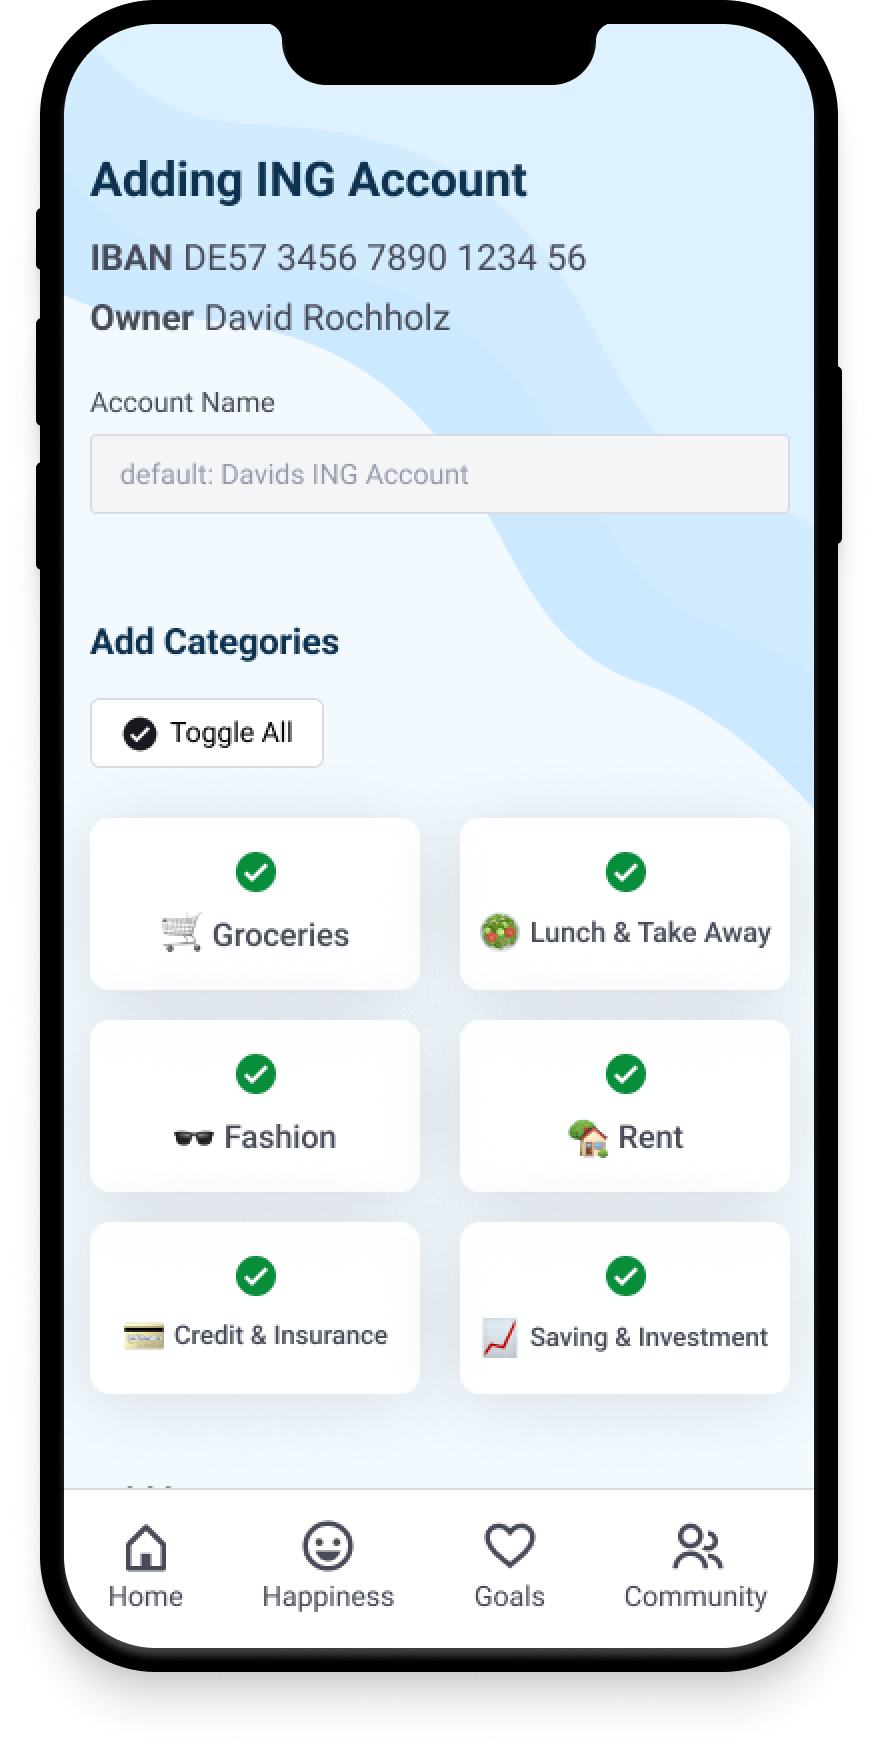 Adding ING Account
IBAN DE57 3456 7890 1234 56
Owner David Rochholz
Account Name
default: Davids ING Account
Add Categories
Toggle All
Groceries
Lunch & Take Away
Fashion
Rent
Credit & Insurance
Saving & Investment
Home
Happiness
Goals
Community